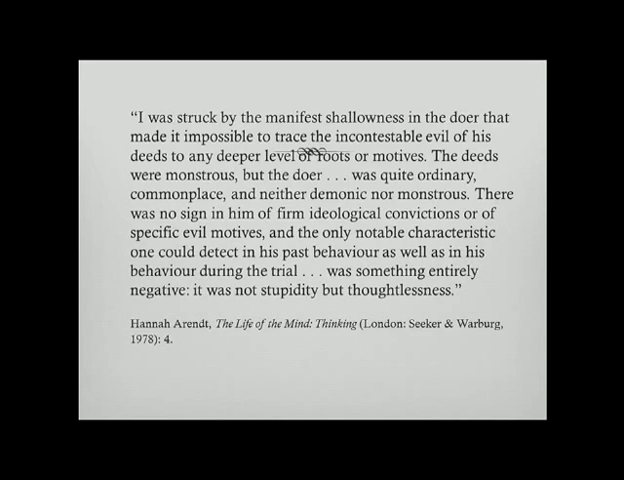 “I was struck by the manifest shallowness in the doer that
made it impossible to trace the incontestable evil of his
deeds to any deeper level of roots or motives. The deeds
were monstrous, but the doer . . . was quite ordinary,
commonplace, and neither demonic nor monstrous. There
was no sign in him of firm ideological convictions or of
specific evil motives, and the only notable characteristic
one could detect in his past behaviour as well as in his
behaviour during the trial . . . was something entirely
negative: it was not stupidity but thoughtlessness.”
Hannah Arendt, The Life of the Mind: Thinking (London: Seeker & Warburg,
1978): 4.